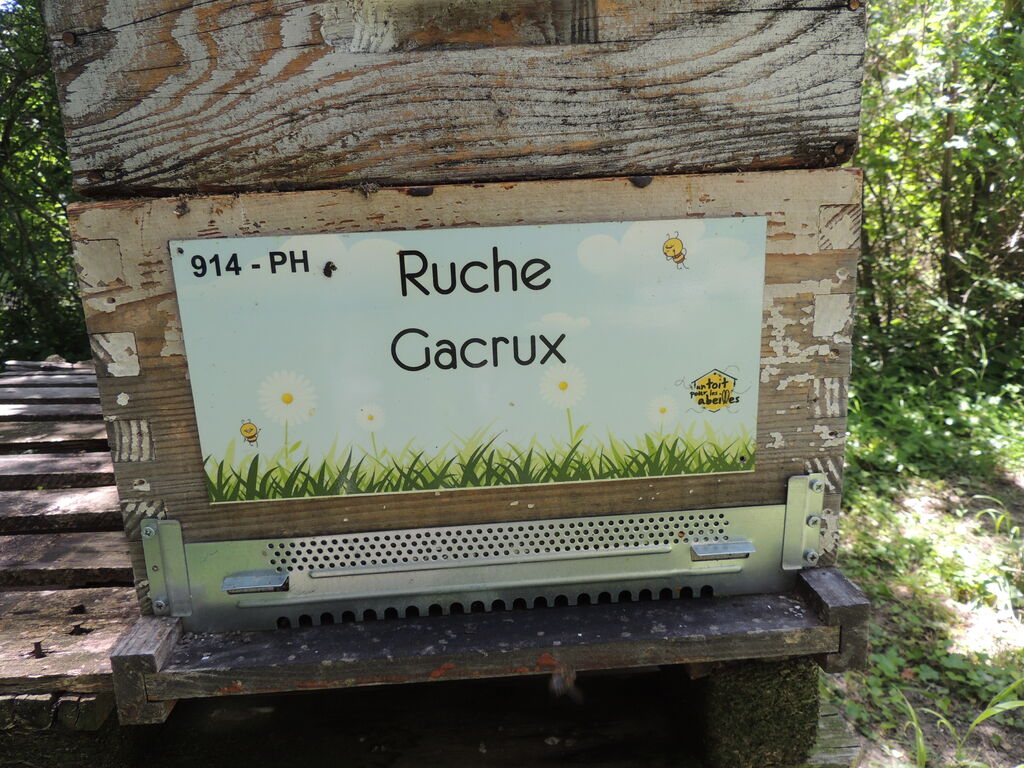 914 - PH
Ruche
Gacrux
un toit
pour les
abeilles